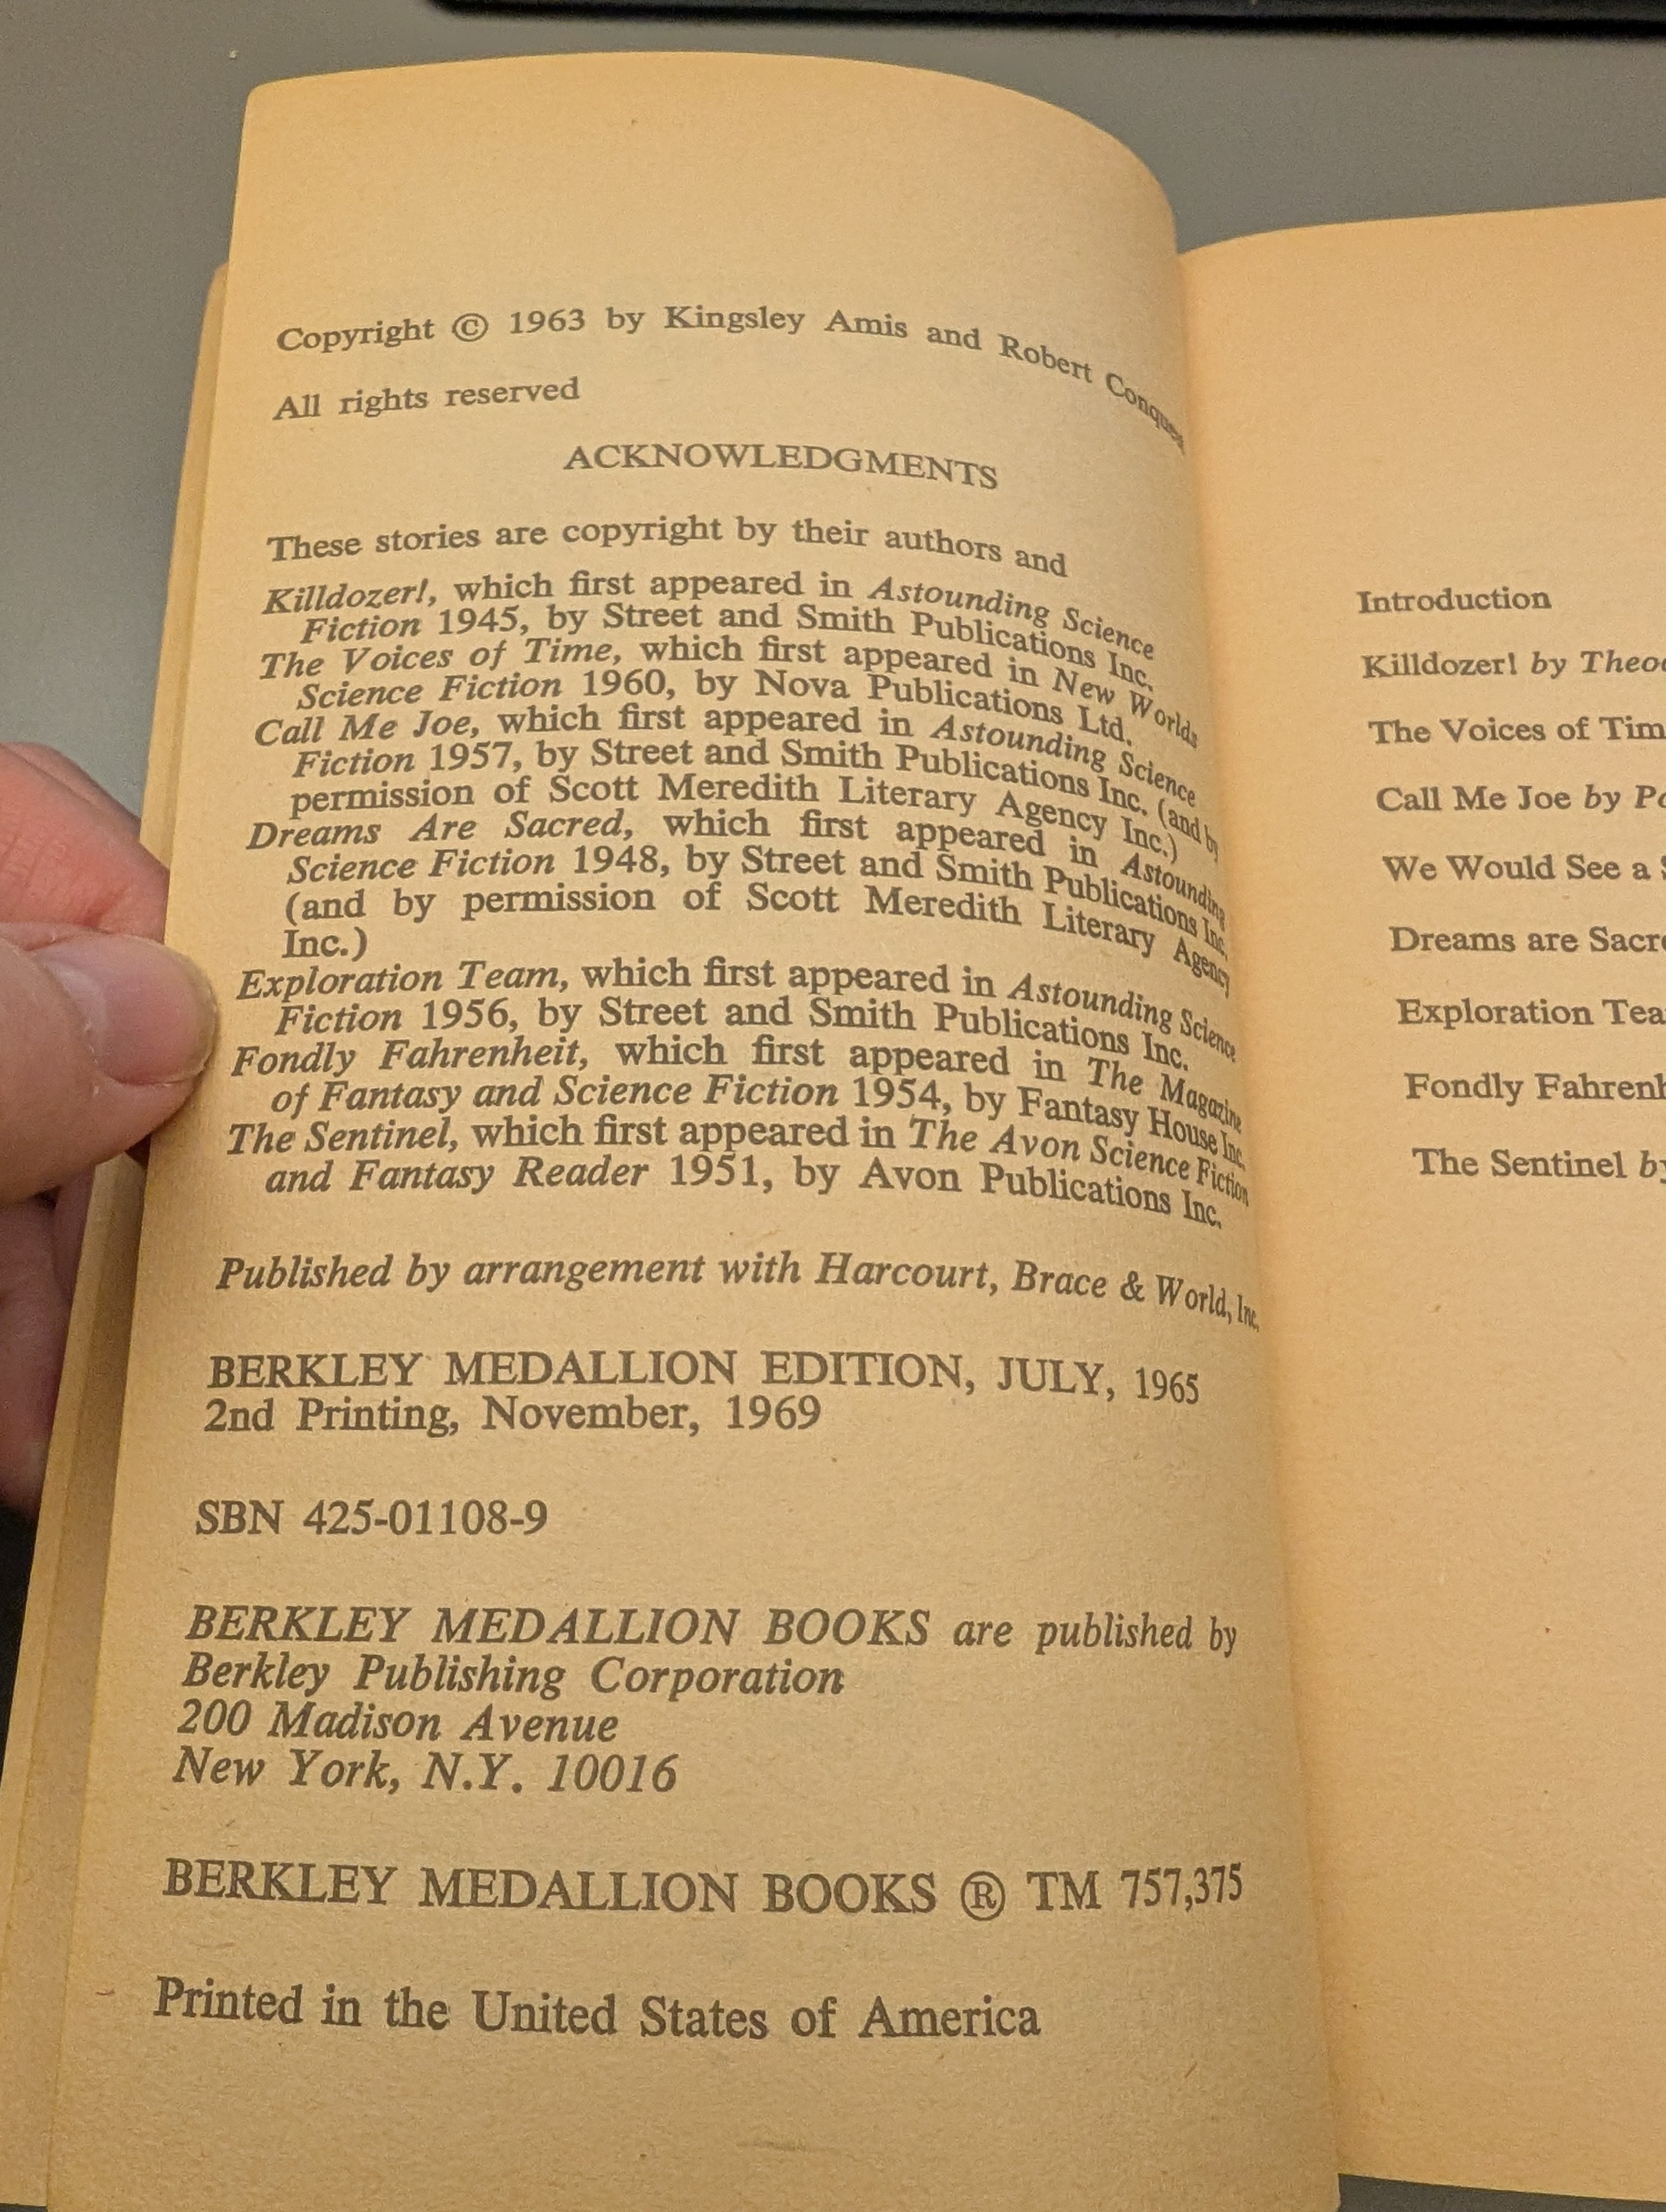 Copyright © 1963 by Kingsley Amis and Robert
All rights reserved
ACKNOWLEDGMENTS
These stories are copyright by their authors and
Killdozer!, which first appeared in Astounding Science
Fiction 1945, by Street and Smith Publications Inc.
The Voices of Time, which first appeared in New Worlds
Science Fiction 1960, by Nova Publications Ltd.
Call Me Joe, which first appeared in Astounding Science
Fiction 1957, by Street and Smith Publications Inc. (and by
permission of Scott Meredith Literary Agency Inc.)
Dreams Are Sacred, which first appeared in Astounding
Science Fiction 1948, by Street and Smith Publications Inc.
(and by permission of Scott Meredith Literary Agency
Inc.)
Exploration Team, which first appeared in Astounding Science
Fiction 1956, by Street and Smith Publications Inc.
Fondly Fahrenheit, which first appeared in The Magazine
of Fantasy and Science Fiction 1954, by Fantasy House Inc.
The Sentinel, which first appeared in The Avon Science Fiction
and Fantasy Reader 1951, by Avon Publications Inc.
Published by arrangement with Harcourt, Brace & World, Inc.
BERKLEY MEDALLION EDITION, JULY, 1965
2nd Printing, November, 1969
SBN 425-01108-9
BERKLEY MEDALLION BOOKS are published by
Berkley Publishing Corporation
200 Madison Avenue
New York, N.Y. 10016
BERKLEY MEDALLION BOOKS ® TM 757,375
Printed in the United States of America
Introduction
Killdozer! by
The Voices of
Call Me Joe by
We Would See a
Dreams are
Exploration
Fondly
The Sentinel